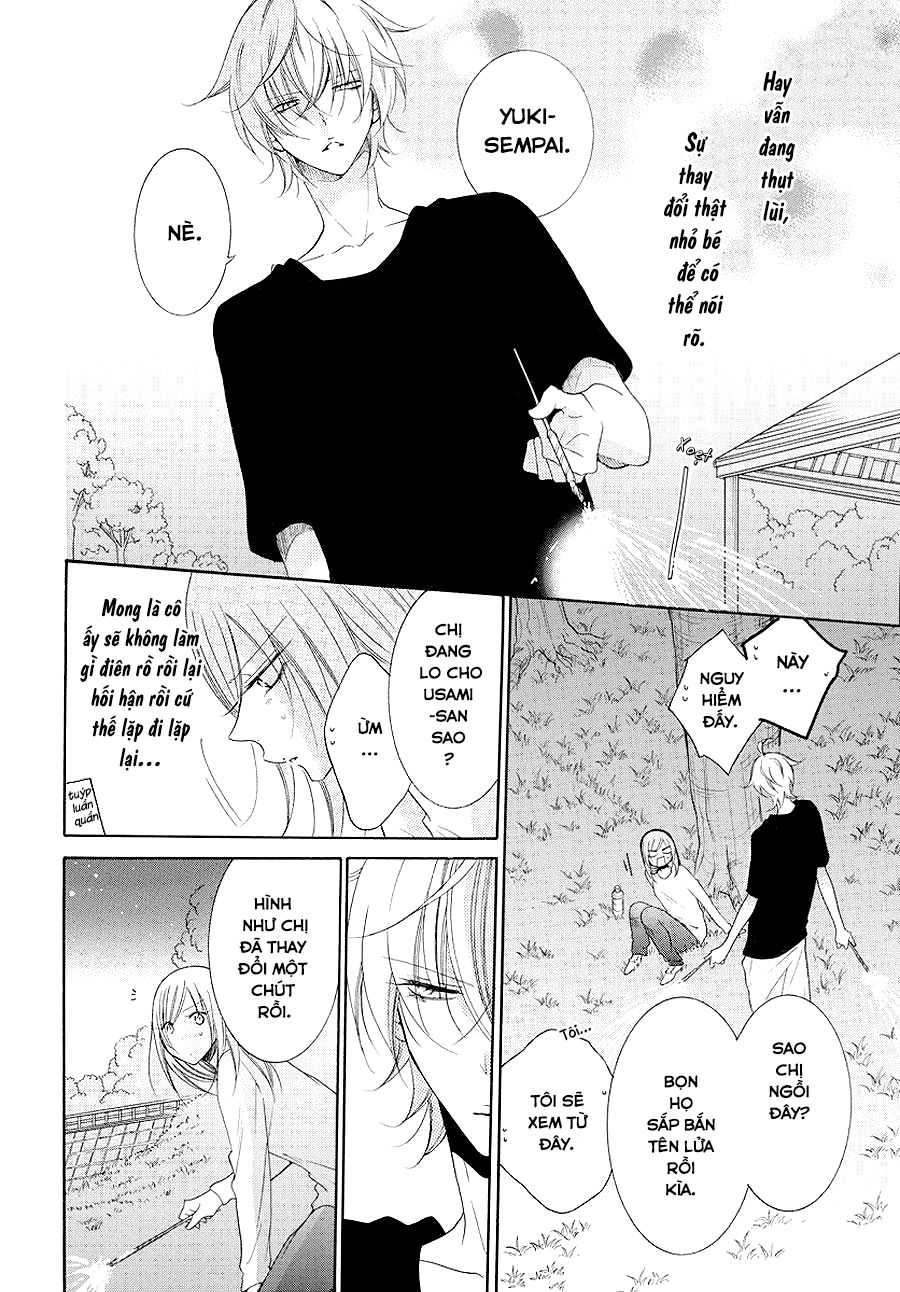 Hay
vẫn
đang
thụt
lùi,
Sự
thay
đổi thật
nhỏ bé
để có
thể nói
rõ.
YUKI-
SEMPAI.
NÈ.
Xoẹt
NÀY
...
NGUY
HIỂM
ĐẤY.
SAO
CHỊ
NGỒI
ĐÂY?
BỌN
HỌ
SẮP BẮN
TÊN LỬA
RỒI
KÌA.
Tôi...
TÔI SẼ
XEM TỪ
ĐÂY.
CHỊ
ĐANG
LO CHO
USAMI
-SAN
SAO
?
ỪM
...
Mong là cô
ấy sẽ không làm
gì điên rồ rồi lại
hối hận rồi cứ
thế lặp đi lặp
lại...
tuýp
luẩn
quẩn
HÌNH
NHƯ CHỊ
ĐÃ THAY
ĐỔI MỘT
CHÚT
RỒI.